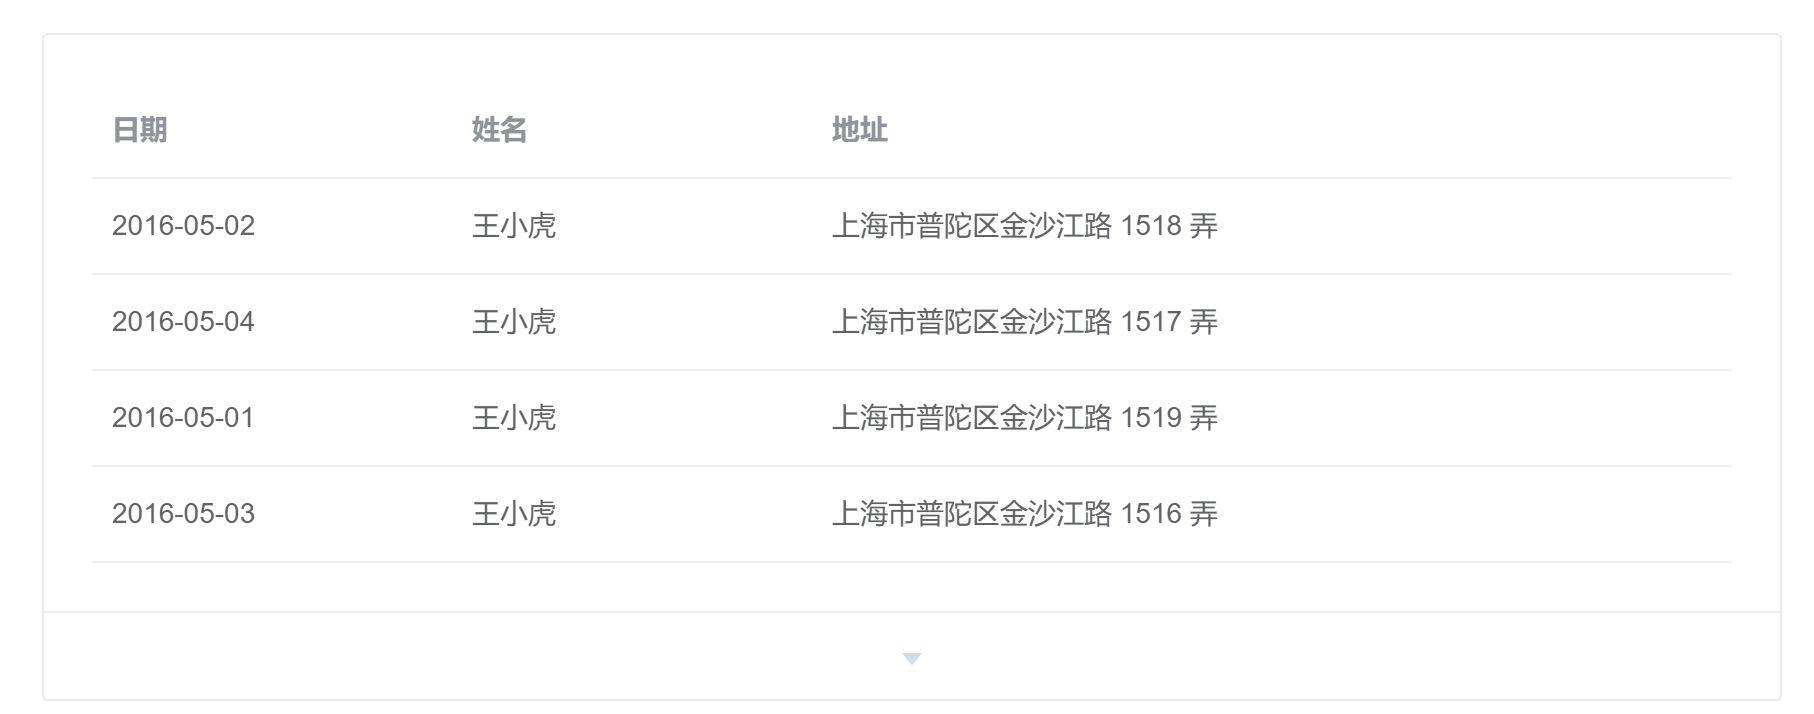 日期 姓名 地址
2016-05-02 王小虎 上海市普陀区金沙江路 1518 弄
2016-05-04 王小虎 上海市普陀区金沙江路 1517 弄
2016-05-01 王小虎 上海市普陀区金沙江路 1519 弄
2016-05-03 王小虎 上海市普陀区金沙江路 1516 弄